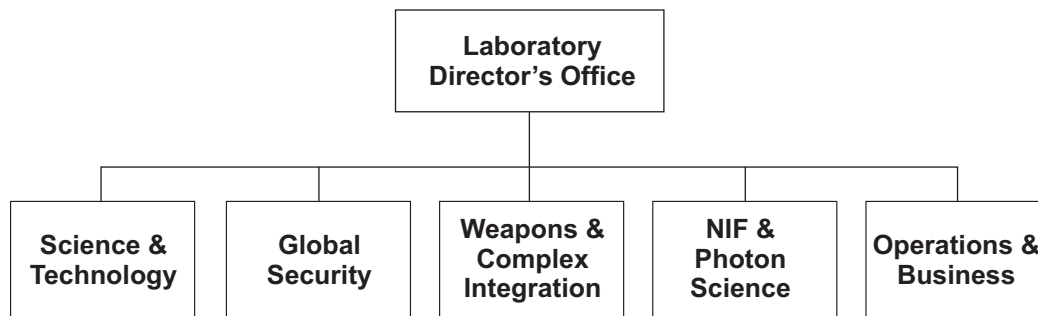 Laboratory
Director’s Office
Science &
Technology
Global
Security
Weapons &
Complex
Integration
NIF &
Photon
Science
Operations &
Business